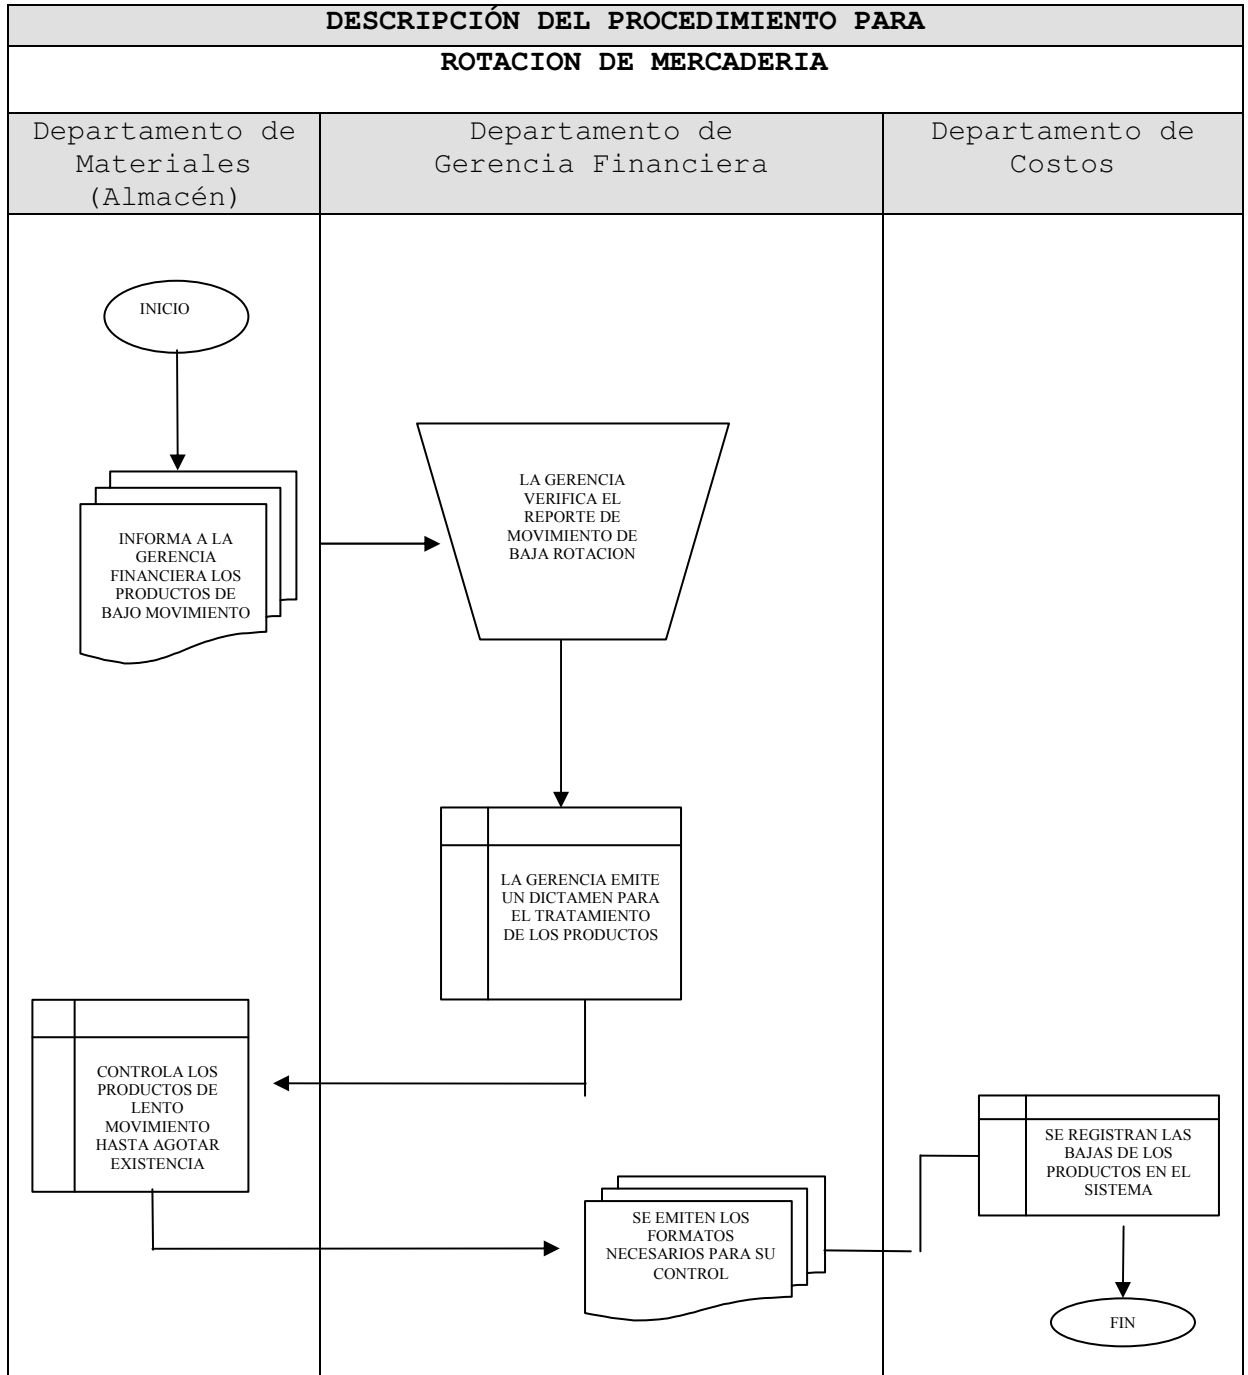 DESCRIPCIÓN DEL PROCEDIMIENTO PARA
ROTACION DE MERCADERIA
Departamento de
Materiales
(Almacén)
Departamento de
Gerencia Financiera
Departamento de
Costos
INICIO
INFORMA A LA
GERENCIA
FINANCIERA LOS
PRODUCTOS DE
BAJO MOVIMIENTO
LA GERENCIA
VERIFICA EL
REPORTE DE
MOVIMIENTO DE
BAJA ROTACION
LA GERENCIA EMITE
UN DICTAMEN PARA
EL TRATAMIENTO
DE LOS PRODUCTOS
CONTROLA LOS
PRODUCTOS DE
LENTO
MOVIMIENTO
HASTA AGOTAR
EXISTENCIA
SE EMITEN LOS
FORMATOS
NECESARIOS PARA SU
CONTROL
SE REGISTRAN LAS
BAJAS DE LOS
PRODUCTOS EN EL
SISTEMA
FIN